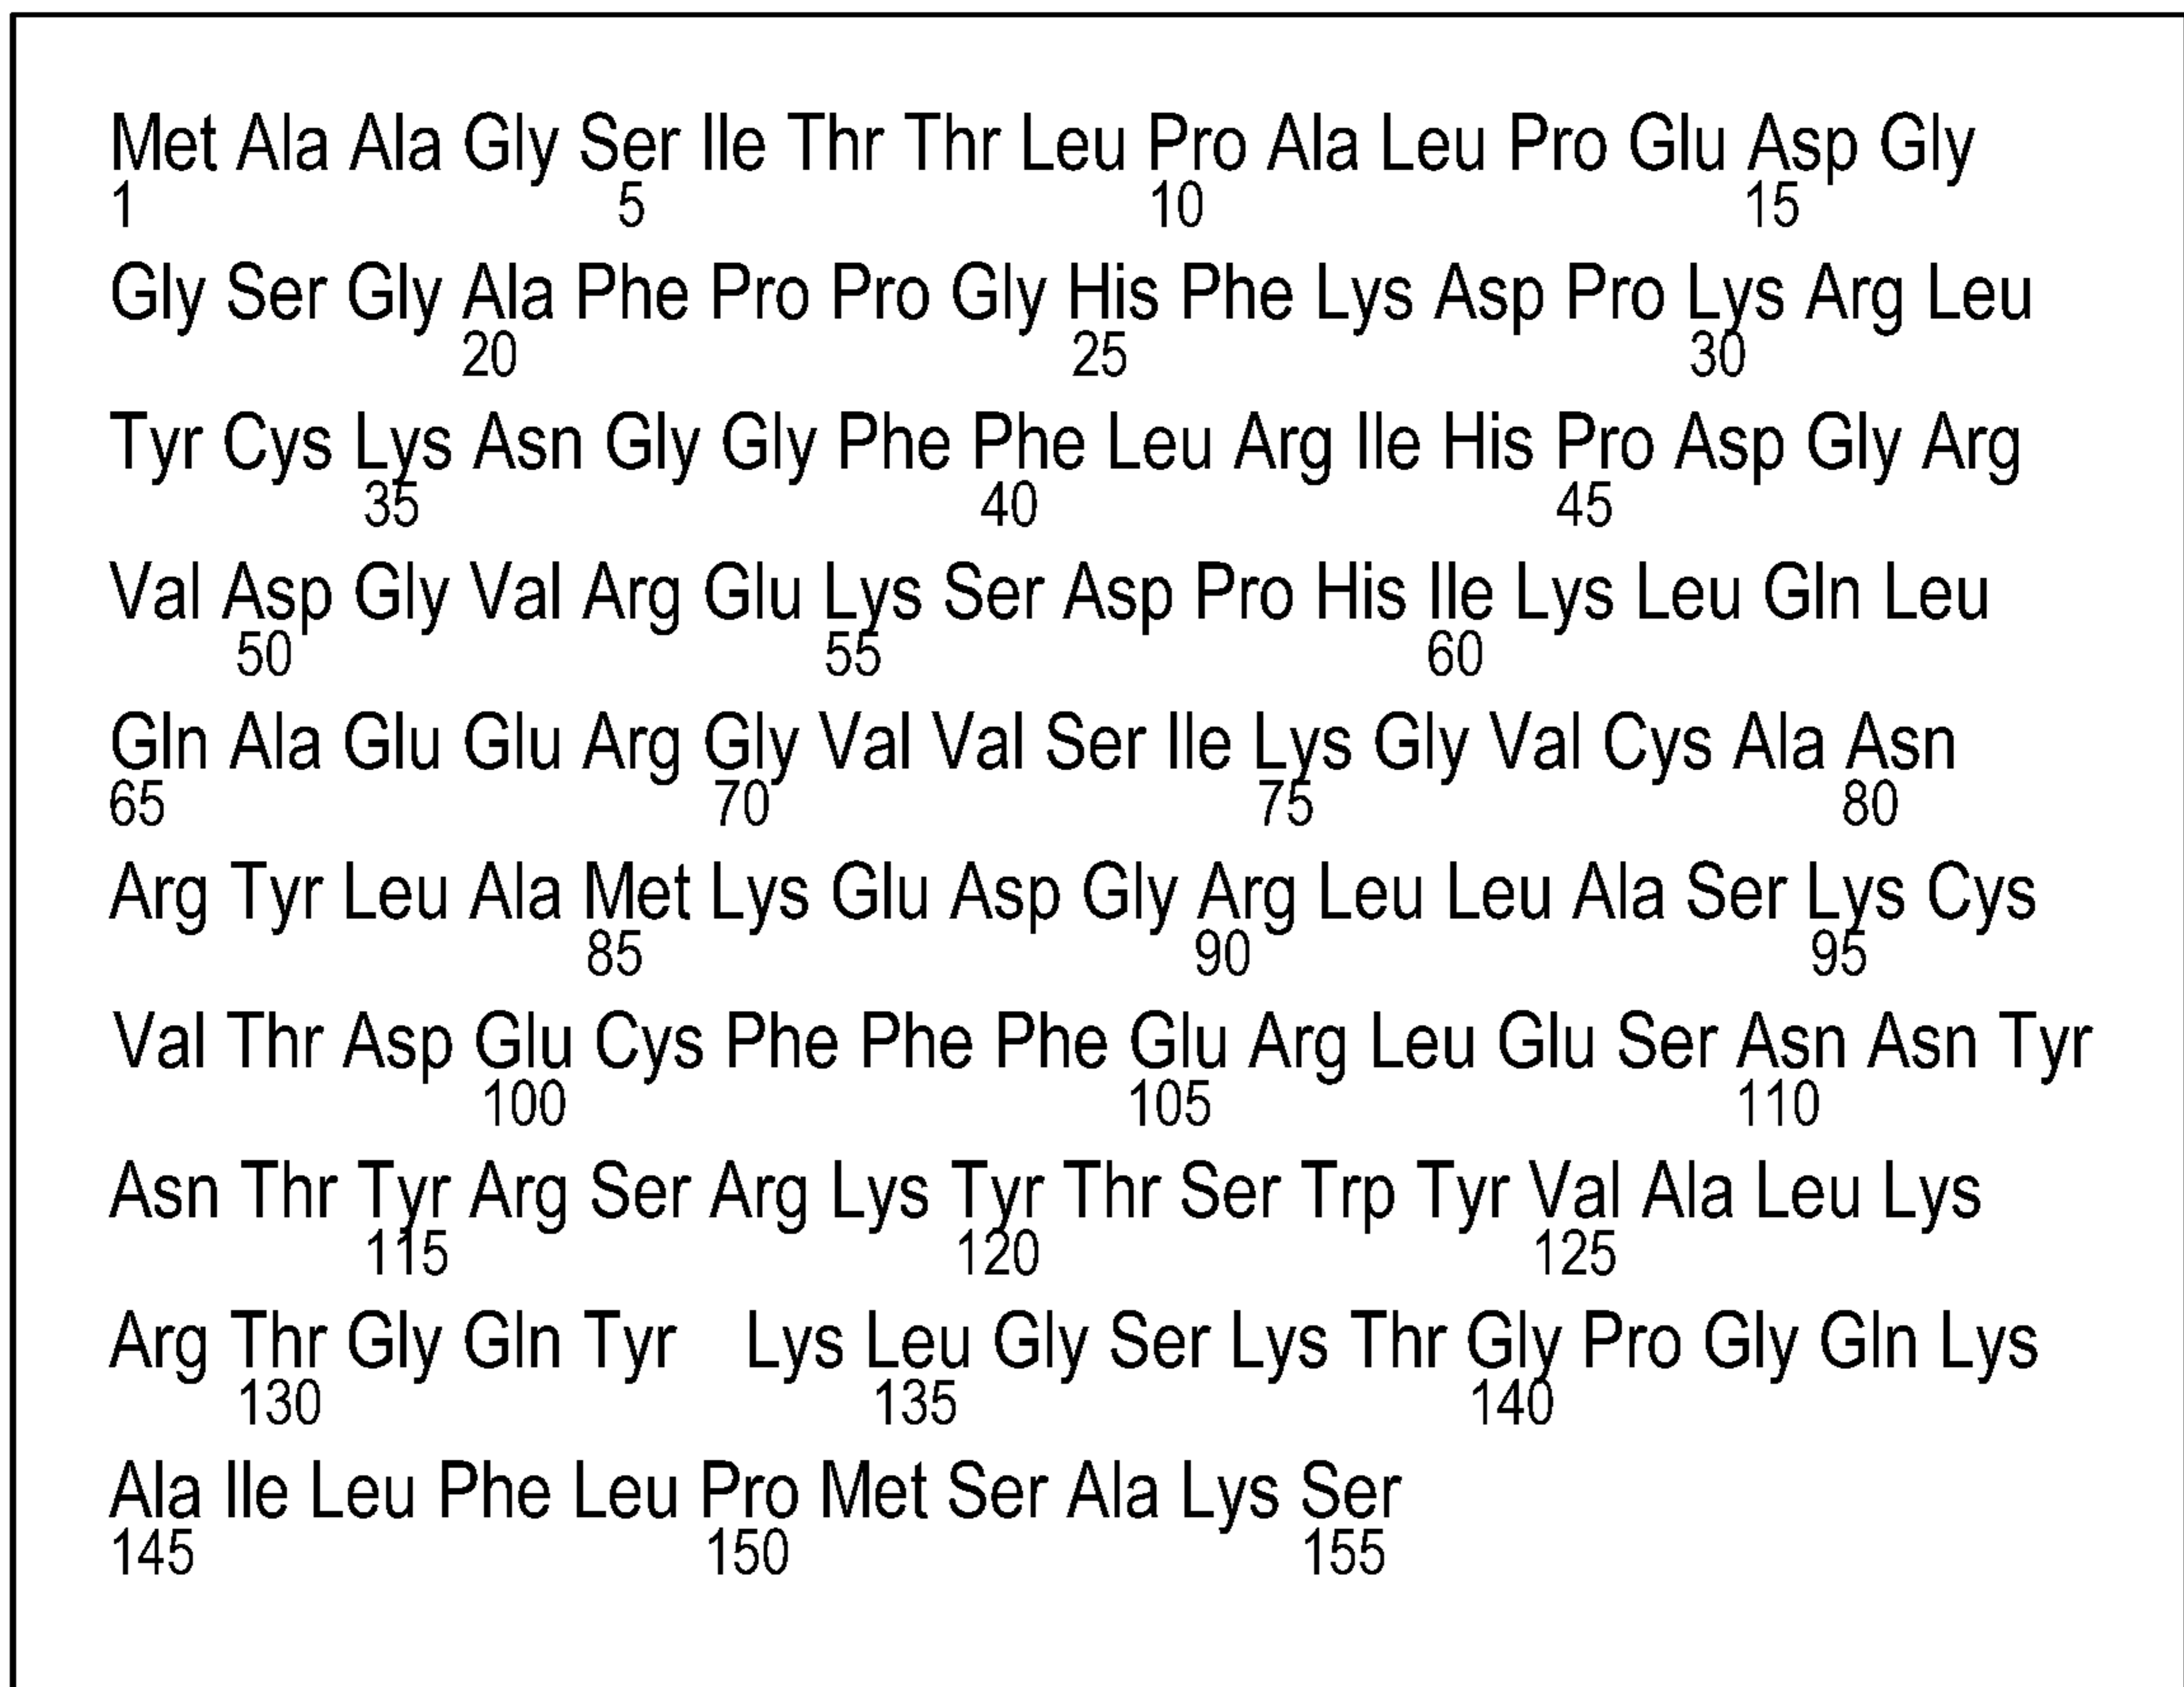 Met Ala Ala Gly Ser Ile Thr Thr Leu Pro Ala Leu Pro Glu Asp Gly
1 5 10 15
Gly Ser Gly Ala Phe Pro Pro Gly His Phe Lys Asp Pro Lys Arg Leu
20 25 30
Tyr Cys Lys Asn Gly Gly Phe Phe Leu Arg Ile His Pro Asp Gly Arg
35 40 45
Val Asp Gly Val Arg Glu Lys Ser Asp Pro His Ile Lys Leu Gln Leu
50 55 60
Gln Ala Glu Glu Arg Gly Val Val Ser Ile Lys Gly Val Cys Ala Asn
65 70 75 80
Arg Tyr Leu Ala Met Lys Glu Asp Gly Arg Leu Leu Ala Ser Lys Cys
85 90 95
Val Thr Asp Glu Cys Phe Phe Phe Glu Arg Leu Glu Ser Asn Asn Tyr
100 105 110
Asn Thr Tyr Arg Ser Arg Lys Tyr Thr Ser Trp Tyr Val Ala Leu Lys
115 120 125
Arg Thr Gly Gln Tyr Lys Leu Gly Ser Lys Thr Gly Pro Gly Gln Lys
130 135 140
Ala Ile Leu Phe Leu Pro Met Ser Ala Lys Ser
145 150 155